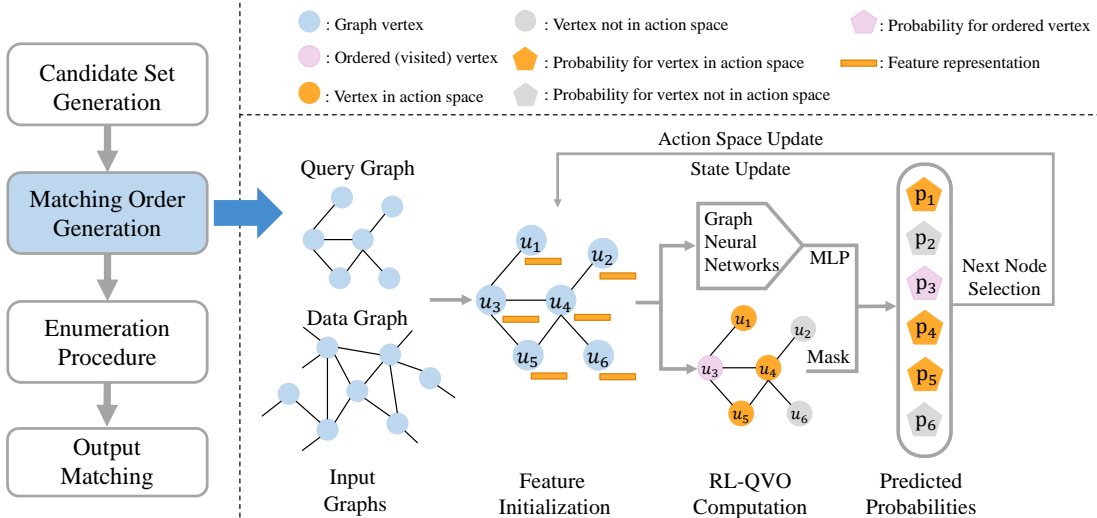 Candidate Set
Generation
Matching Order
Generation
Enumeration
Procedure
Output
Matching
: Graph vertex
: Vertex not in action space
: Probability for ordered vertex
: Ordered (visited) vertex
: Probability for vertex in action space
: Feature representation
: Vertex in action space
: Probability for vertex not in action space
Action Space Update
State Update
Query Graph
Data Graph
Input
Graphs
u1
u2
u3
u4
u5
u6
Feature
Initialization
Graph
Neural
Networks
MLP
u1
u2
u3
u4
u5
u6
Mask
RL-QVO
Computation
p1
p2
p3
p4
p5
p6
Predicted
Probabilities
Next Node
Selection